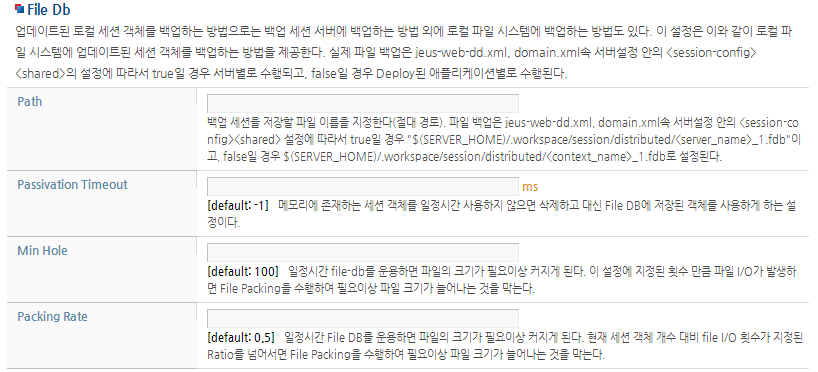 File Db
업데이트된 로컬 세션 객체를 백업하는 방법으로는 백업 세션 서버에 백업하는 방법 외에 로컬 파일 시스템에 백업하는 방법도 있다. 이 설정은 이와 같이 로컬 파
일 시스템에 업데이트된 세션 객체를 백업하는 방법을 제공한다. 실제 파일 백업은 jeus-web-dd.xml, domain.xml속 서버설정 안의 <session-config>
<shared>의 설정에 따라서 true일 경우 서버별로 수행되고, false일 경우 Deploy된 애플리케이션별로 수행된다.
Path
백업 세션을 저장할 파일 이름을 지정한다(절대 경로). 파일 백업은 jeus-web-dd.xml, domain.xml속 서버설정 안의 <session-co
nfig><shared> 설정에 따라서 true일 경우 "$(SERVER_HOME)/.workspace/session/distributed/<server_name>_1.fdb"이
고, false일 경우 $(SERVER_HOME)/.workspace/session/distributed/<context_name>_1.fdb로 설정된다.
Passivation Timeout
ms
[default: -1] 메모리에 존재하는 세션 객체를 일정시간 사용하지 않으면 삭제하고 대신 File DB에 저장된 객체를 사용하게 하는 설
정이다.
Min Hole
[default: 100] 일정시간 file-db를 운용하면 파일의 크기가 필요이상 커지게 된다. 이 설정에 지정된 횟수 만큼 파일 I/O가 발생하
면 File Packing을 수행하여 필요이상 파일 크기가 늘어나는 것을 막는다.
Packing Rate
[default: 0.5] 일정시간 File DB를 운용하면 파일의 크기가 필요이상 커지게 된다. 현재 세션 객체 개수 대비 file I/O 횟수가 지정된
Ratio를 넘어서면 File Packing을 수행하여 필요이상 파일 크기가 늘어나는 것을 막는다.